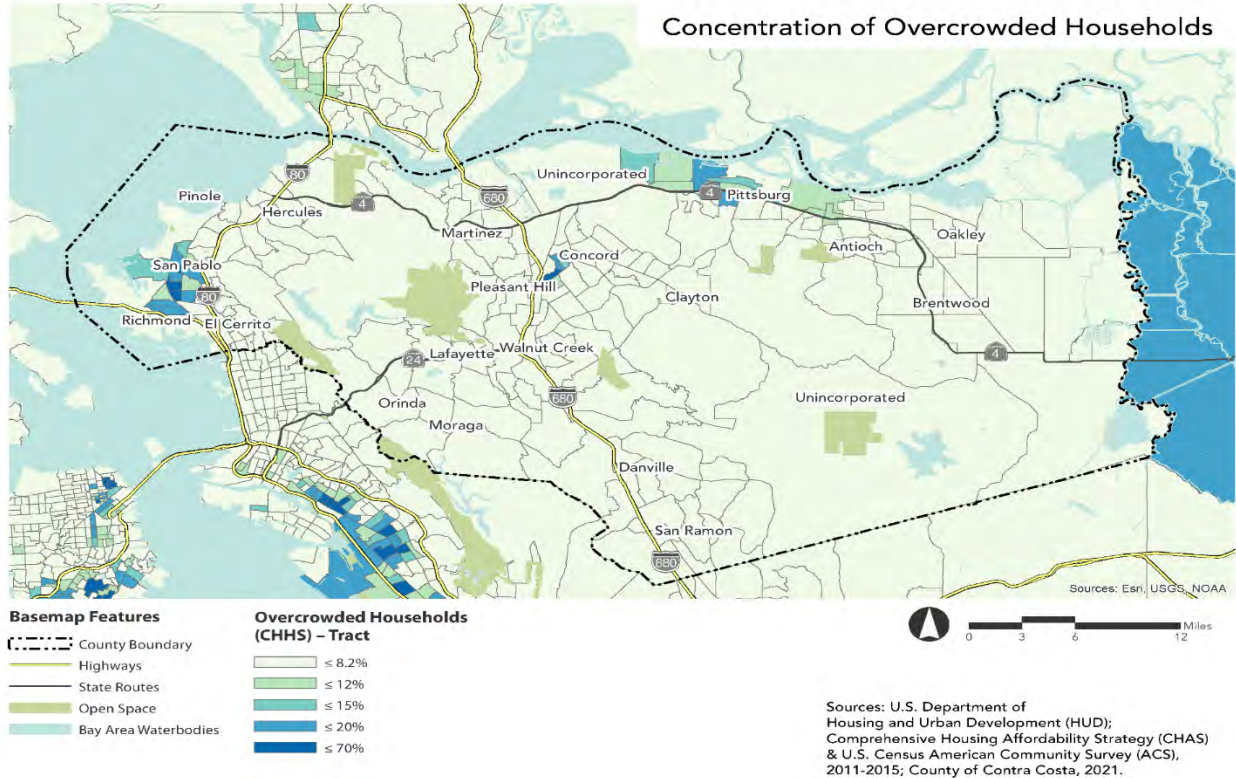 Concentration of Overcrowded Households
Unincorporated
80
Pinole
680
4
Pittsburg
4
Hercules
Martinez
Oakley
Antioch
Concord
San Pablo
Pleasant Hill
Clayton
80
Brentwood
Richmond
El Cerrito
24
Lafayette
Walnut Creek
4
Orinda
680
Unincorporated
Moraga
Danville
San Ramon
680
Sources: Esri, USGS, NOAA
Basemap Features
County Boundary
Highways
State Routes
Open Space
Bay Area Waterbodies
Overcrowded Households
(CHHS) – Tract
≤ 8.2%
≤ 12%
≤ 15%
≤ 20%
≤ 70%
Miles
0 3 6 12
Sources: U.S. Department of
Housing and Urban Development (HUD);
Comprehensive Housing Affordability Strategy (CHAS)
& U.S. Census American Community Survey (ACS),
2011-2015; County of Contra Costa, 2021.